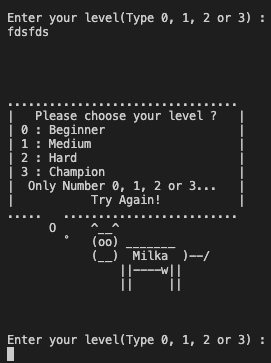 Enter your level(Type 0, 1, 2 or 3) :
fdsfds
.................................
|   Please choose your level ?   |
| 0 : Beginner                   |
| 1 : Medium                     |
| 2 : Hard                       |
| 3 : Champion                   |
|  Only Number 0, 1, 2 or 3...   |
|           Try Again!           |
.....   .........................
      O     ^__^
        °   (oo) _______
            (__)  Milka  )--/
                ||----w||
                ||     ||
Enter your level(Type 0, 1, 2 or 3) :